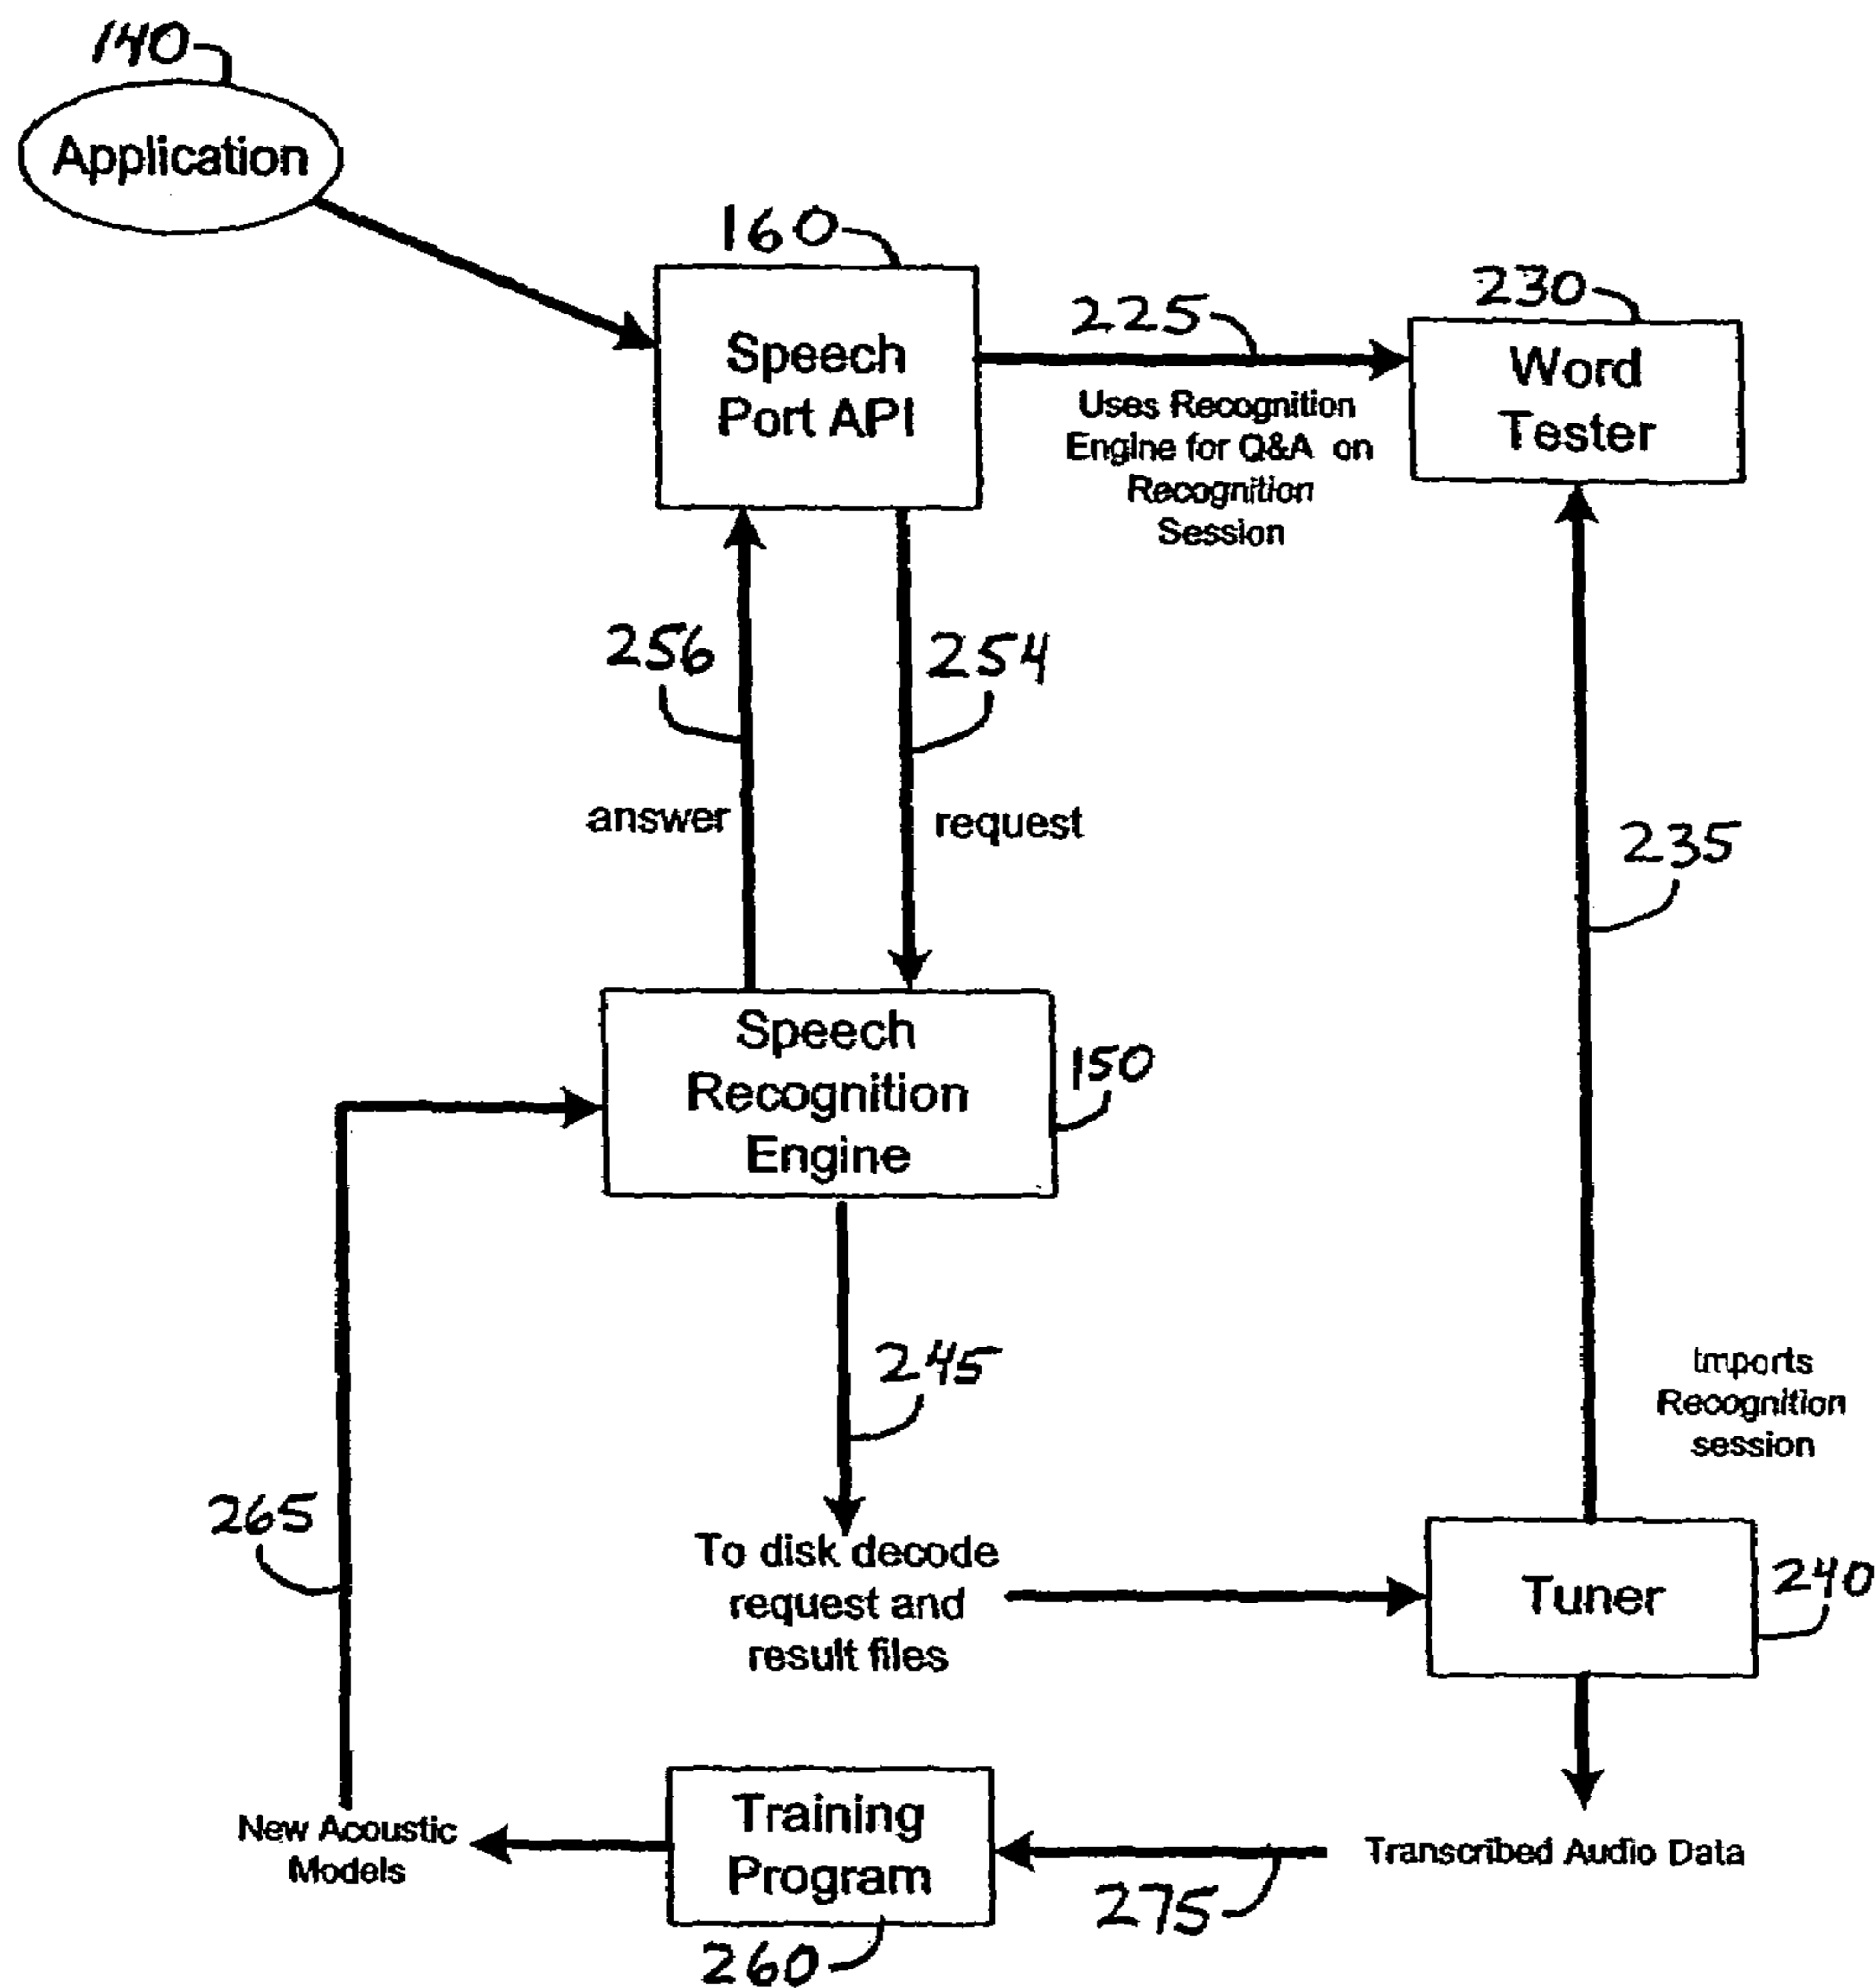 140
Application
160
Speech
Port API
225
Uses Recognition
Engine for Q&A on
Recognition
Session
230
Word
Tester
256
254
answer
request
235
Speech
Recognition
Engine
150
245
Imports
Recognition
session
265
To disk decode
request and
result files
Tuner
240
New Acoustic
Models
Training
Program
260
275
Transcribed Audio Data